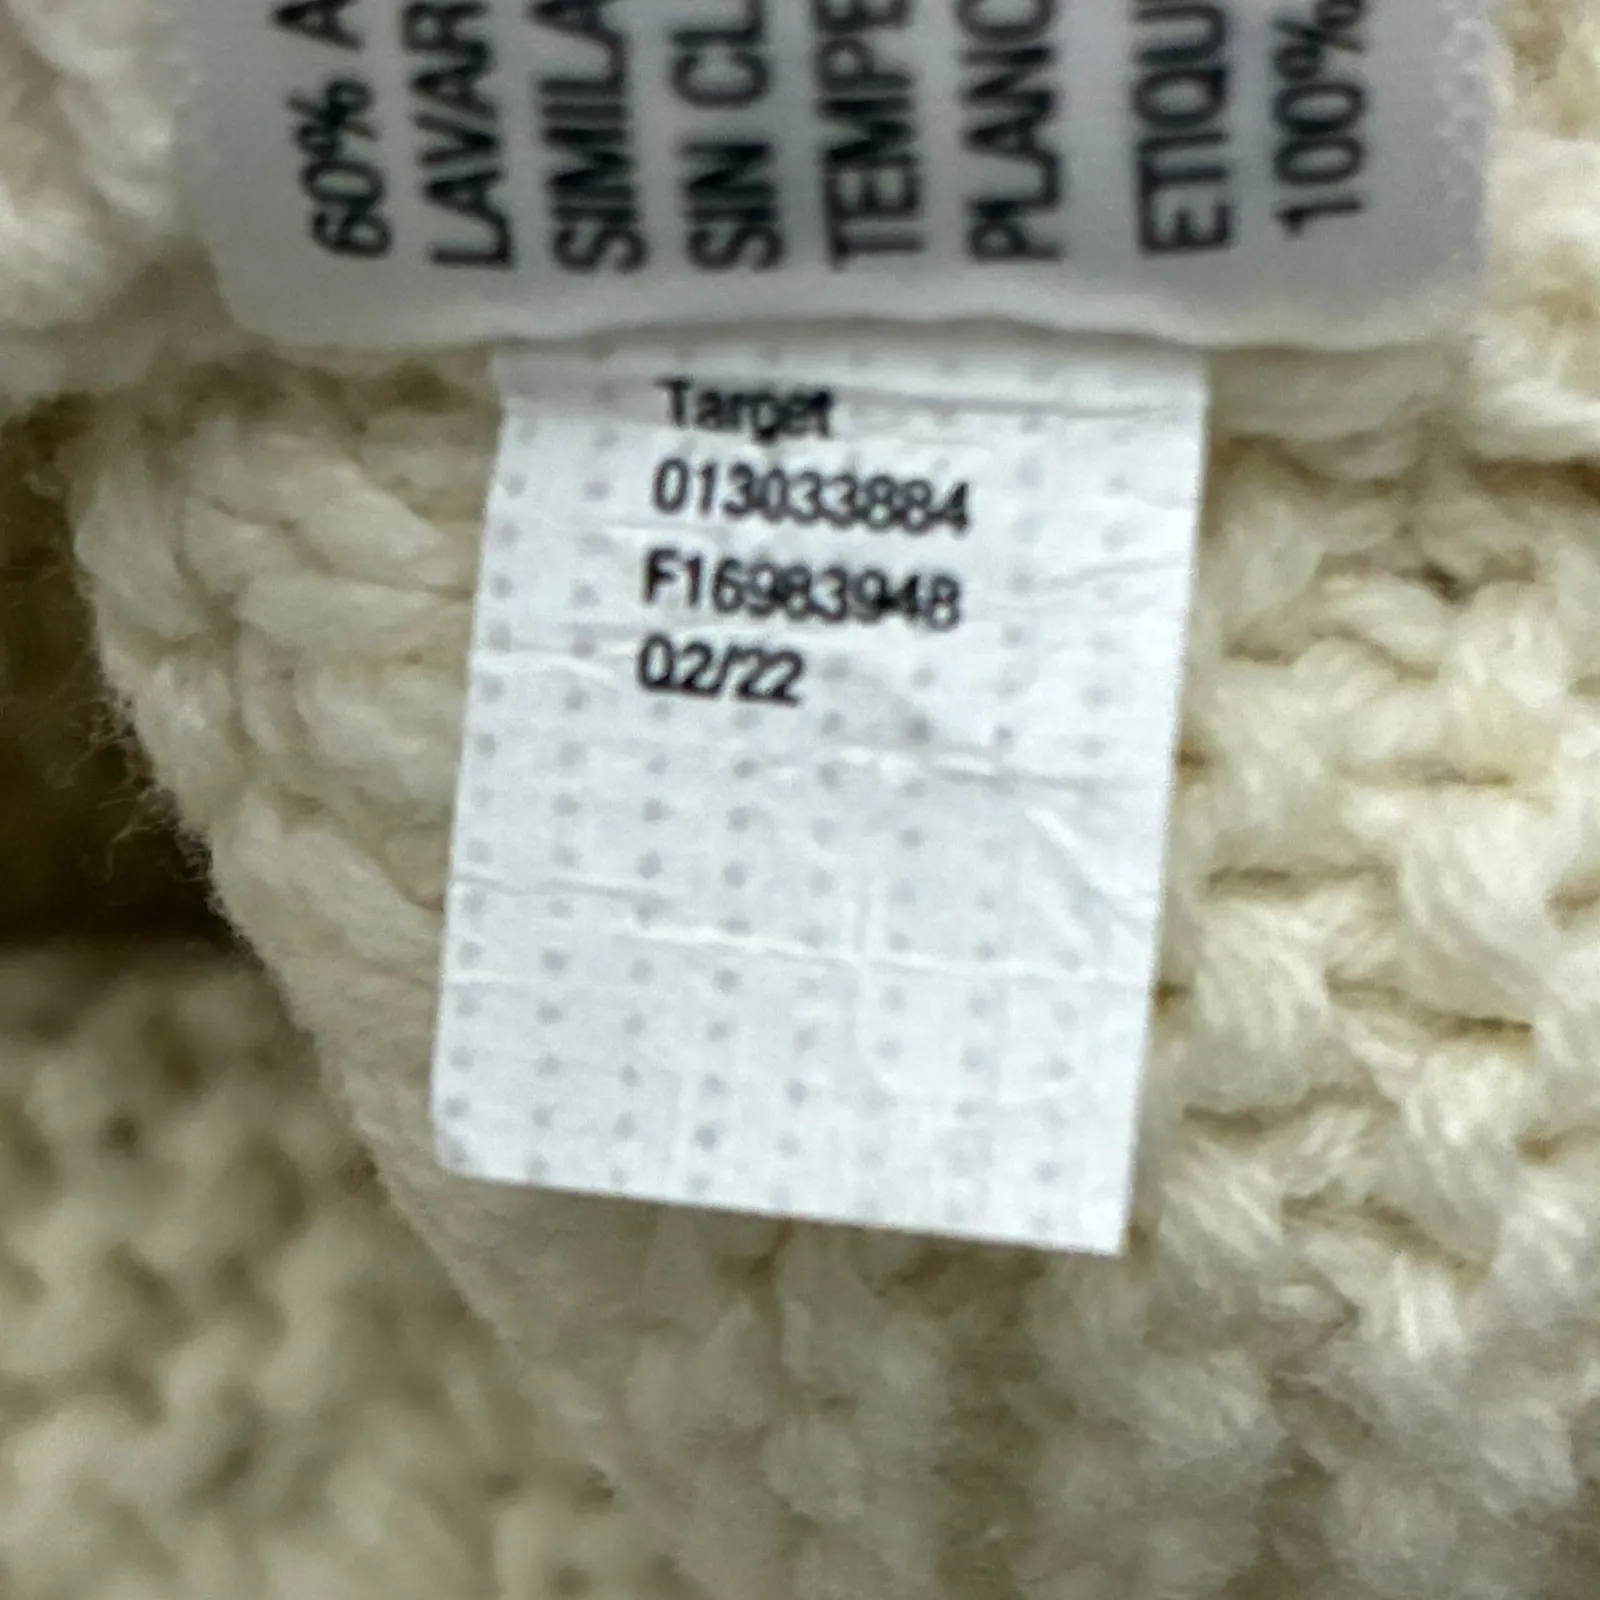 60% A
LAVAR
SIMILA
SIN CL
TEMPE
PLANC
ETIQU
100%
Target
013033884
F16983948
02/22